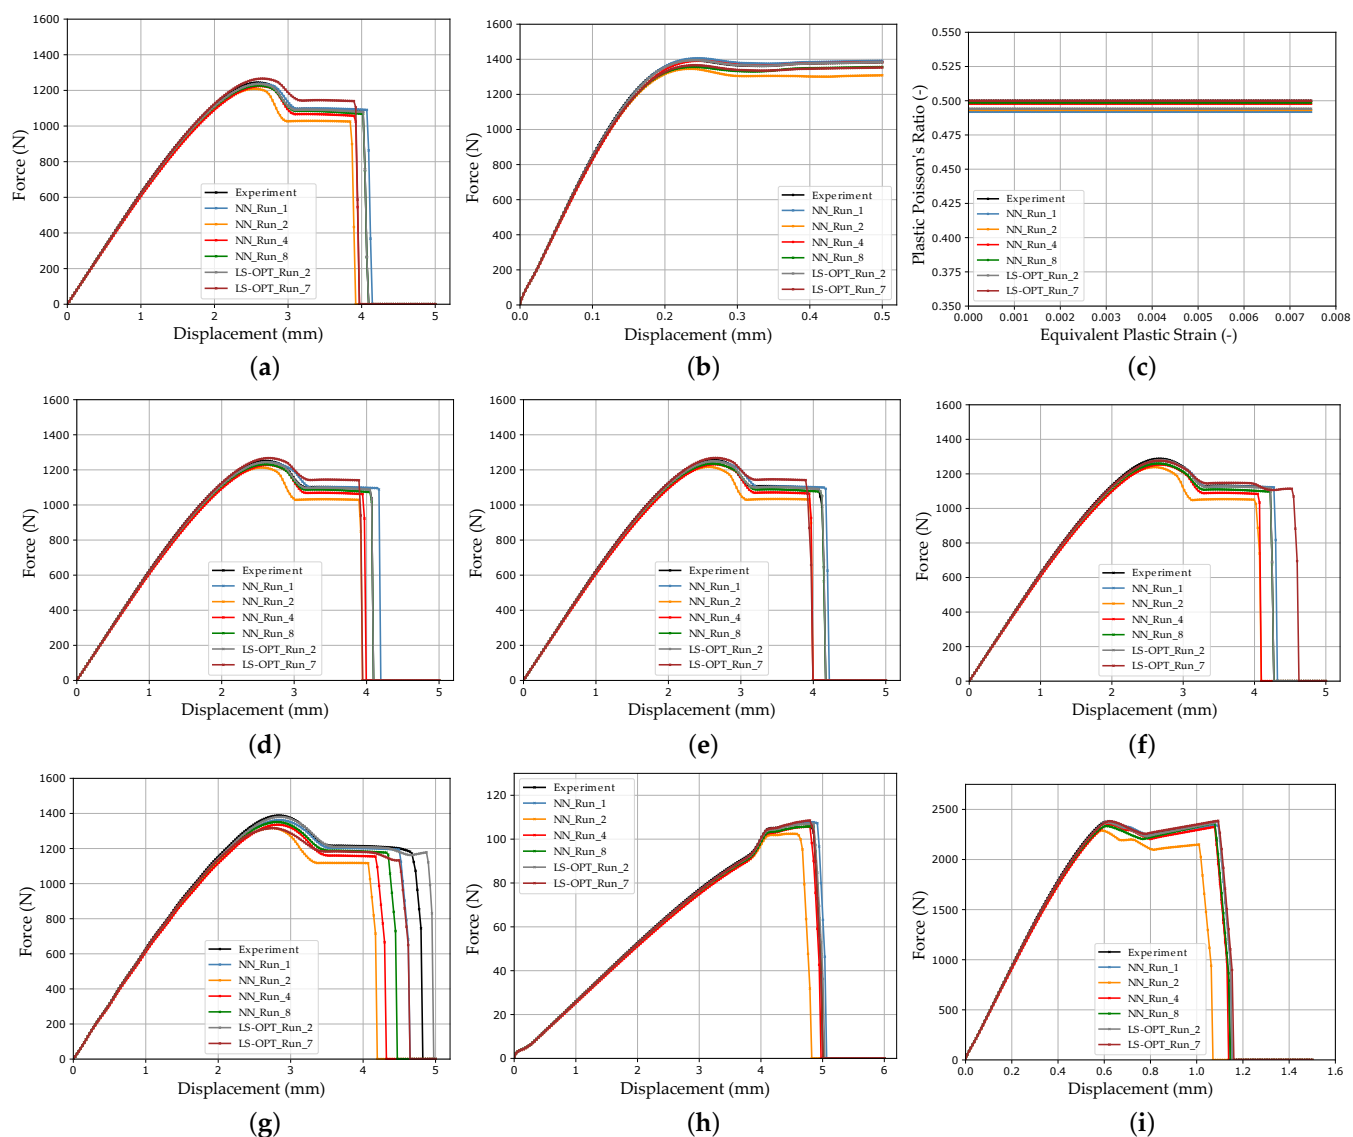 1600
1400
1200
1000
800
600
400
200
0
Force (N)
0 1 2 3 4 5
Displacement (mm)
Experiment
NN_Run_1
NN_Run_2
NN_Run_4
NN_Run_8
LS-OPT_Run_2
LS-OPT_Run_7
(a)
1600
1400
1200
1000
800
600
400
200
0
Force (N)
0.0 0.1 0.2 0.3 0.4 0.5
Displacement (mm)
Experiment
NN_Run_1
NN_Run_2
NN_Run_4
NN_Run_8
LS-OPT_Run_2
LS-OPT_Run_7
(b)
0.550
0.525
0.500
0.475
0.450
0.425
0.400
0.375
0.350
Plastic Poisson's Ratio (-)
0.000 0.001 0.002 0.003 0.004 0.005 0.006 0.007 0.008
Equivalent Plastic Strain (-)
Experiment
NN_Run_1
NN_Run_2
NN_Run_4
NN_Run_8
LS-OPT_Run_2
LS-OPT_Run_7
(c)
1600
1400
1200
1000
800
600
400
200
0
Force (N)
0 1 2 3 4 5
Displacement (mm)
Experiment
NN_Run_1
NN_Run_2
NN_Run_4
NN_Run_8
LS-OPT_Run_2
LS-OPT_Run_7
(d)
1600
1400
1200
1000
800
600
400
200
0
Force (N)
0 1 2 3 4 5
Displacement (mm)
Experiment
NN_Run_1
NN_Run_2
NN_Run_4
NN_Run_8
LS-OPT_Run_2
LS-OPT_Run_7
(e)
1600
1400
1200
1000
800
600
400
200
0
Force (N)
0 1 2 3 4 5
Displacement (mm)
Experiment
NN_Run_1
NN_Run_2
NN_Run_4
NN_Run_8
LS-OPT_Run_2
LS-OPT_Run_7
(f)
1600
1400
1200
1000
800
600
400
200
0
Force (N)
0 1 2 3 4 5
Displacement (mm)
Experiment
NN_Run_1
NN_Run_2
NN_Run_4
NN_Run_8
LS-OPT_Run_2
LS-OPT_Run_7
(g)
120
100
80
60
40
20
0
Force (N)
0 1 2 3 4 5 6
Displacement (mm)
Experiment
NN_Run_1
NN_Run_2
NN_Run_4
NN_Run_8
LS-OPT_Run_2
LS-OPT_Run_7
(h)
2500
2000
1500
1000
500
0
Force (N)
0.0 0.2 0.4 0.6 0.8 1.0 1.2 1.4 1.6
Displacement (mm)
Experiment
NN_Run_1
NN_Run_2
NN_Run_4
NN_Run_8
LS-OPT_Run_2
LS-OPT_Run_7
(i)